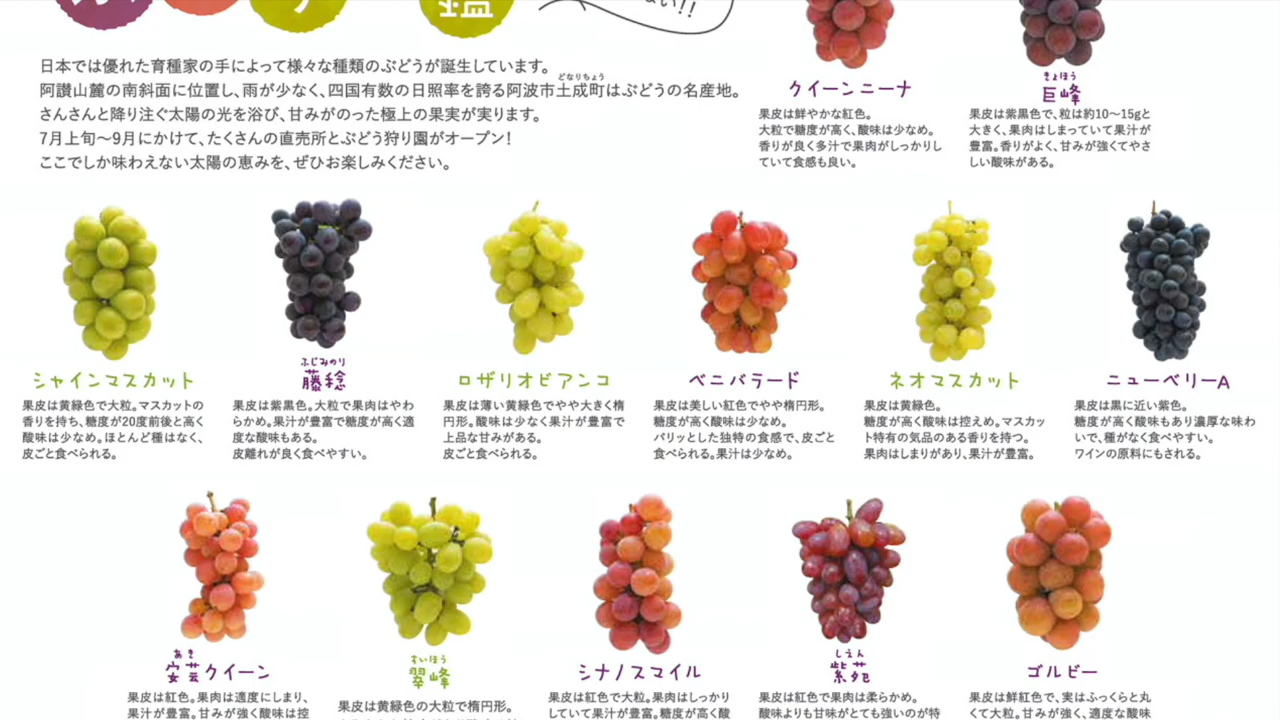 鑑
日本では優れた育種家の手によって様々な種類のぶどうが誕生しています。
どなりちょう
阿讃山麓の南斜面に位置し、雨が少なく、四国有数の日照率を誇る阿波市土成町はぶどうの名産地。
さんさんと降り注ぐ太陽の光を浴び、甘みがのった極上の果実が実ります。
7月上旬～9月にかけて、たくさんの直売所とぶどう狩り園がオープン！
ここでしか味わえない太陽の恵みを、ぜひお楽しみください。
クイーンニーナ
果皮は鮮やかな紅色。
大粒で糖度が高く、酸味は少なめ。
香りが良く多汁で果肉がしっかりし
ていて食感も良い。
きょほう
巨峰
果皮は紫黒色で、粒は約10～15gと
大きく、果肉はしまっていて果汁が
豊富。香りがよく、甘みが強くてやさ
しい酸味がある。
シャインマスカット
果皮は黄緑色で大粒。マスカットの
香りを持ち、糖度が20度前後と高く
酸味は少なめ。ほとんど種はなく、
皮ごと食べられる。
ふじみのり
藤稔
果皮は紫黒色。大粒で果肉はやわ
らかめ。果汁が豊富で糖度が高く適
度な酸味もある。
皮離れが良く食べやすい。
ロザリオビアンコ
果皮は薄い黄緑色でやや大きく楕
円形。酸味は少なく果汁が豊富で
上品な甘みがある。
皮ごと食べられる。
ベニバラード
果皮は美しい紅色でやや楕円形。
糖度が高く酸味は少なめ。
パリッとした独特の食感で、皮ごと
食べられる。果汁は少なめ。
ネオマスカット
果皮は黄緑色。
糖度が高く酸味は控えめ。マスカッ
ト特有の気品のある香りを持つ。
果肉はしまりがあり、果汁が豊富。
ニューベリーA
果皮は黒に近い紫色。
糖度が高く酸味もあり濃厚な味わ
いで、種がなく食べやすい。
ワインの原料にもされる。
あき
安芸クイーン
果皮は紅色。果肉は適度にしまり、
果汁が豊富。甘みが強く酸味は控
すいほう
翠峰
果皮は黄緑色の大粒で楕円形。
シナノスマイル
果皮は紅色で大粒。果肉はしっかり
していて果汁が豊富。糖度が高く酸
しえん
紫苑
果皮は紅色で果肉は柔らかめ。
酸味よりも甘味がとても強いのが特
ゴルビー
果皮は鮮紅色で、実はふっくらと丸
くて大粒。甘みが強く、適度な酸味